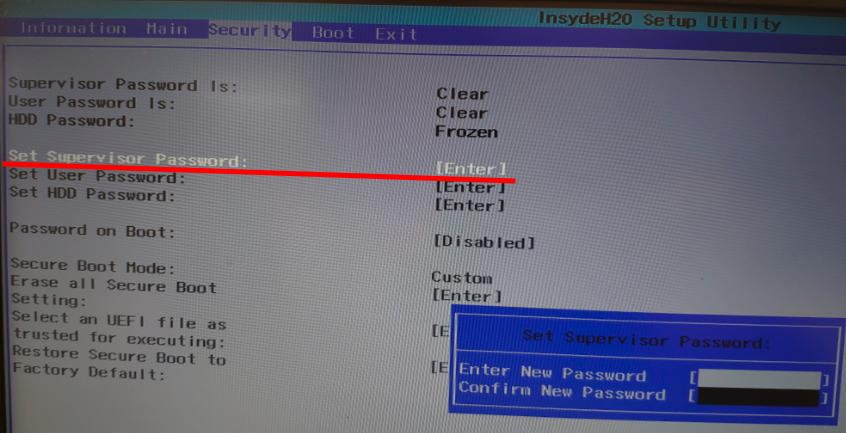 InsydeH20 Setup Utility
Information Main Security Boot Exit
Supervisor Password Is: Clear
User Password Is: Clear
HDD Password: Frozen
Set Supervisor Password: [Enter]
Set User Password: [Enter]
Set HDD Password: [Enter]
Password on Boot: [Disabled]
Secure Boot Mode: Custom
Erase all Secure Boot [Enter]
Setting:
Select an UEFI file as [E
trusted for executing:
Restore Secure Boot to [E
Factory Default:
Set Supervisor Password:
Enter New Password [ ]
Confirm New Password [ ]